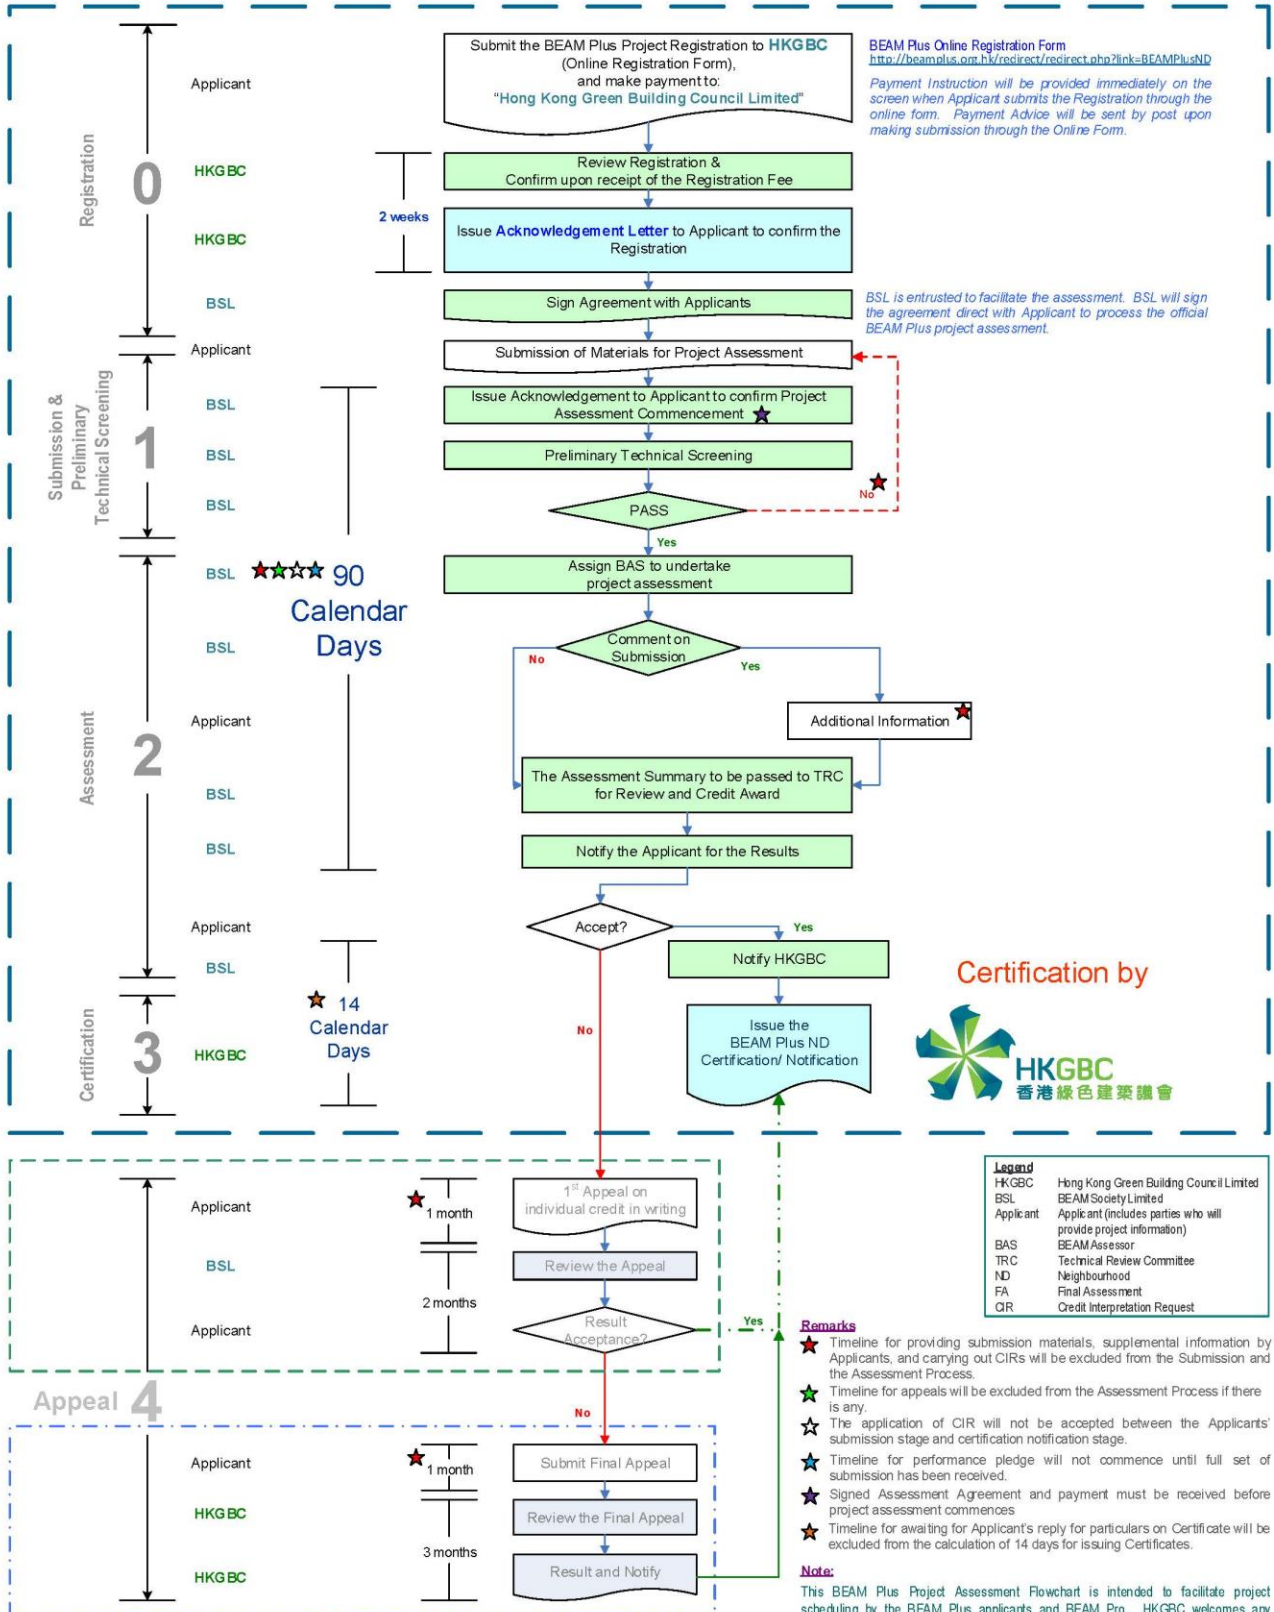 Submit the BEAM Plus Project Registration to HKGBC
(Online Registration Form),
and make payment to:
"Hong Kong Green Building Council Limited"
BEAM Plus Online Registration Form
http://beamplus.org.hk/redirect/redirect.php?link=BEAMPlusND
Payment Instruction will be provided immediately on the
screen when Applicant submits the Registration through the
online form. Payment Advice will be sent by post upon
making submission through the Online Form.
Registration
0
Applicant
HKGBC
HKGBC
BSL
2 weeks
Review Registration &
Confirm upon receipt of the Registration Fee
Issue Acknowledgement Letter to Applicant to confirm the
Registration
Sign Agreement with Applicants
BSL is entrusted to facilitate the assessment. BSL will sign
the agreement direct with Applicant to process the official
BEAM Plus project assessment.
Submission &
Preliminary
Technical Screening
1
Applicant
BSL
BSL
BSL
Submission of Materials for Project Assessment
Issue Acknowledgement to Applicant to confirm Project
Assessment Commencement
Preliminary Technical Screening
PASS
No
Yes
Assessment
2
BSL
BSL
Applicant
BSL
BSL
Applicant
BSL
90
Calendar
Days
Assign BAS to undertake
project assessment
Comment on
Submission
No
Yes
Additional Information
The Assessment Summary to be passed to TRC
for Review and Credit Award
Notify the Applicant for the Results
Accept?
Yes
No
Notify HKGBC
Certification
3
HKGBC
14
Calendar
Days
Issue the
BEAM Plus ND
Certification/ Notification
Certification by
HKGBC
香港綠色建築議會
Appeal 4
Applicant
BSL
Applicant
1 month
2 months
1st Appeal on
individual credit in writing
Review the Appeal
Result
Acceptance?
Yes
No
Applicant
HKGBC
HKGBC
1 month
3 months
Submit Final Appeal
Review the Final Appeal
Result and Notify
Legend
HKGBC Hong Kong Green Building Council Limited
BSL BEAM Society Limited
Applicant Applicant (includes parties who will
provide project information)
BAS BEAM Assessor
TRC Technical Review Committee
ND Neighbourhood
FA Final Assessment
CIR Credit Interpretation Request
Remarks
Timeline for providing submission materials, supplemental information by
Applicants, and carrying out CIRs will be excluded from the Submission and
the Assessment Process.
Timeline for appeals will be excluded from the Assessment Process if there
is any.
The application of CIR will not be accepted between the Applicants'
submission stage and certification notification stage.
Timeline for performance pledge will not commence until full set of
submission has been received.
Signed Assessment Agreement and payment must be received before
project assessment commences
Timeline for awaiting for Applicant's reply for particulars on Certificate will be
excluded from the calculation of 14 days for issuing Certificates.
Note:
This BEAM Plus Project Assessment Flowchart is intended to facilitate project
scheduling by the BEAM Plus applicants and BEAM Pro. HKGBC welcomes any